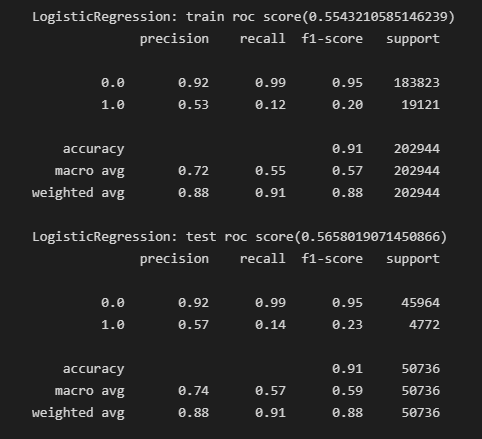 LogisticRegression: train roc score(0.5543210585146239)
precision recall f1-score support
0.0 0.92 0.99 0.95 183823
1.0 0.53 0.12 0.20 19121
accuracy 0.91 202944
macro avg 0.72 0.55 0.57 202944
weighted avg 0.88 0.91 0.88 202944
LogisticRegression: test roc score(0.5658019071450866)
precision recall f1-score support
0.0 0.92 0.99 0.95 45964
1.0 0.57 0.14 0.23 4772
accuracy 0.91 50736
macro avg 0.74 0.57 0.59 50736
weighted avg 0.88 0.91 0.88 50736